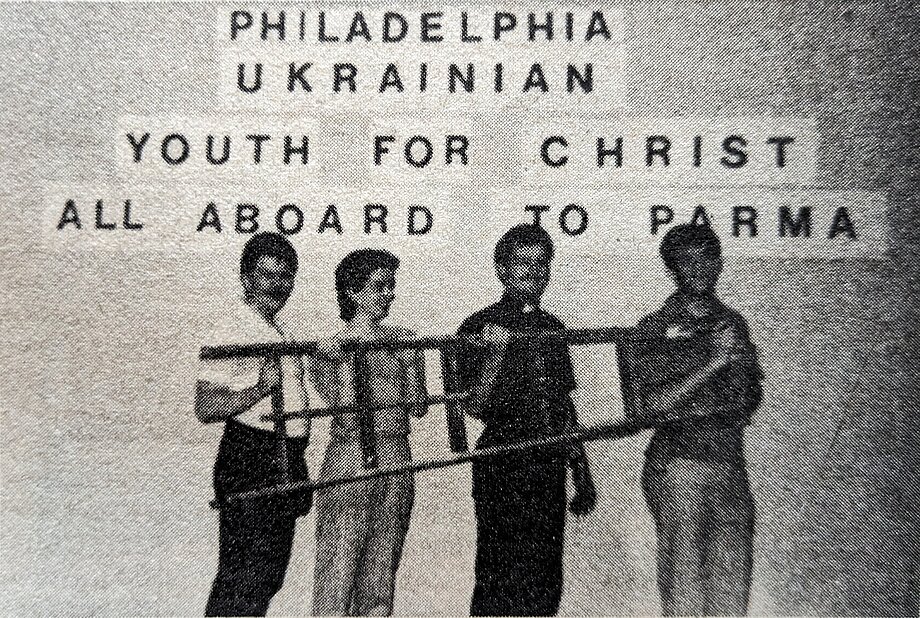 PHILADELPHIA
UKRAINIAN
YOUTH FOR CHRIST
ALL ABOARD TO PARMA